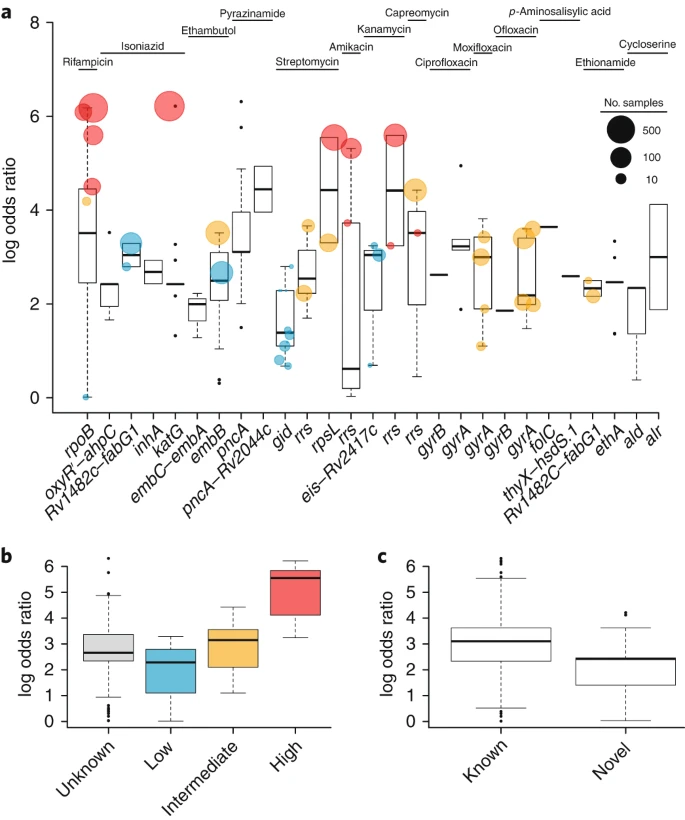 a
Pyrazinamide
Capreomycin
p-Aminosalisylic acid
Ethambutol
Kanamycin
Ofloxacin
Isoniazid
Amikacin
Moxifloxacin
Cycloserine
Rifampicin
Streptomycin
Ciprofloxacin
Ethionamide
No. samples
500
100
10
log odds ratio
8
6
4
2
0
rpoB
oxyR'–ahpC
Rv1482c–fabG1
inhA
katG
embC–embA
embB
pncA
pncA–Rv2044c
gid
rrs
rpsL
rrs
eis–Rv2417c
rrs
rrs
gyrB
gyrA
gyrA
gyrB
gyrA
folC
thyX–hsdS.1
Rv1482C–fabG1
ethA
ald
alr
b
log odds ratio
6
5
4
3
2
1
0
Unknown
Low
Intermediate
High
c
log odds ratio
6
5
4
3
2
1
0
Known
Novel